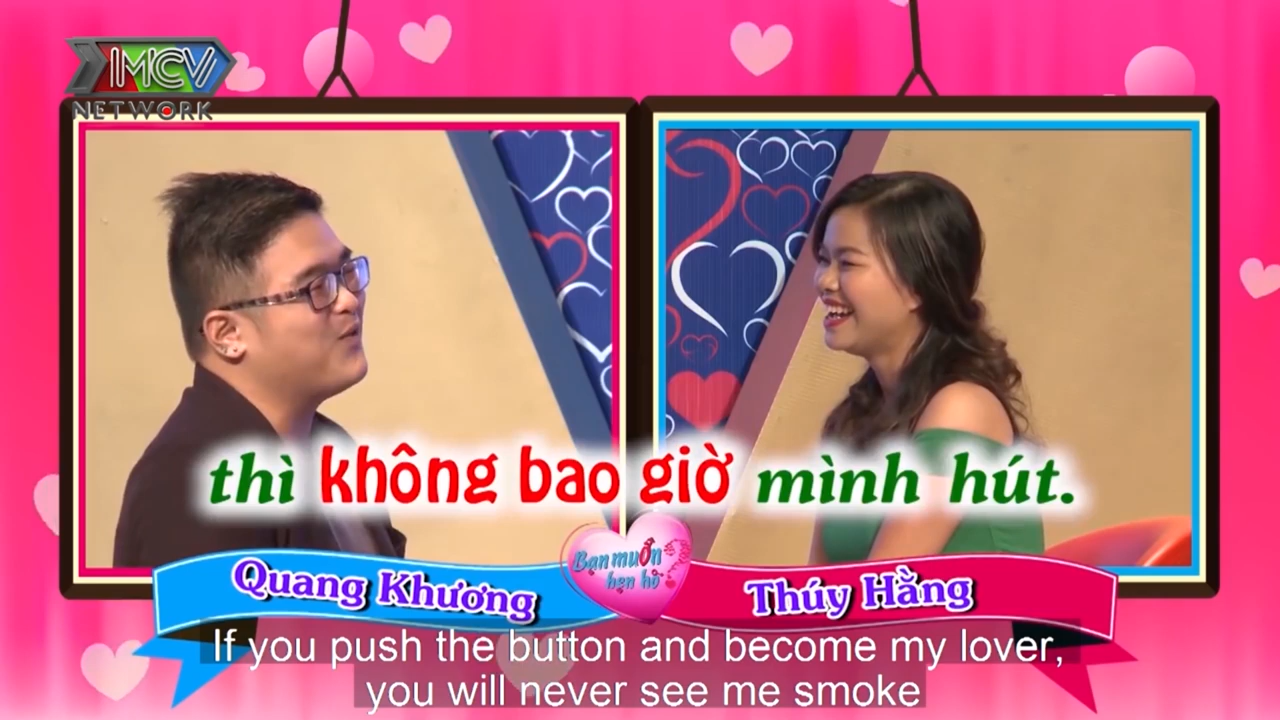 MCV
NETWORK
thì không bao giờ mình hút.
Bạn muốn
hẹn hò
Quang Khương
Thúy Hằng
If you push the button and become my lover,
you will never see me smoke